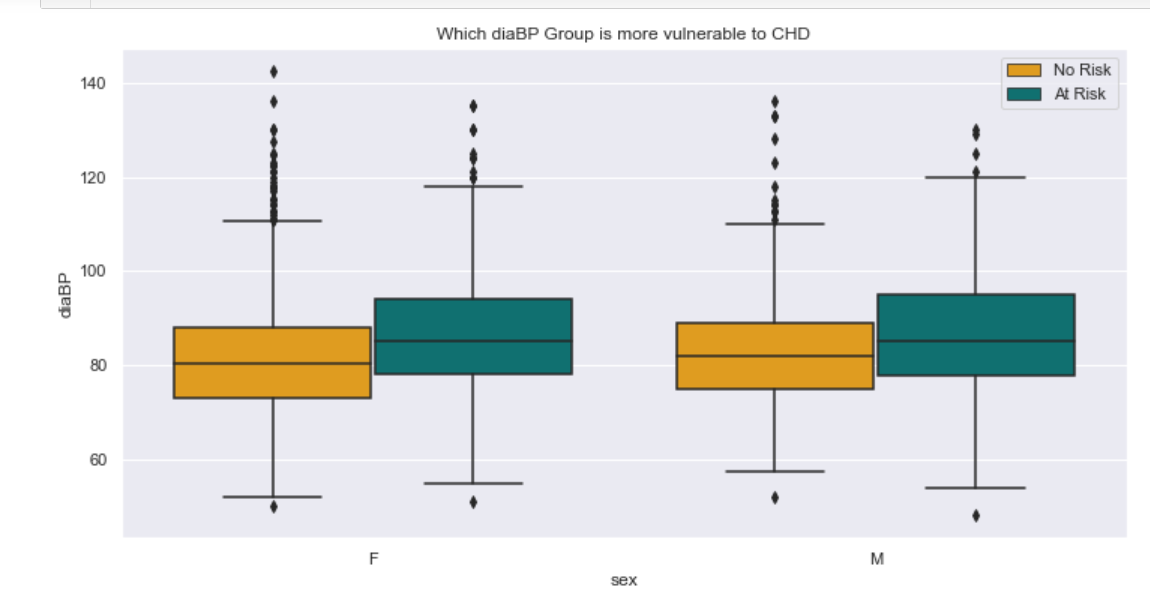 Which diaBP Group is more vulnerable to CHD
No Risk
At Risk
140
120
100
80
60
diaBP
F
M
sex